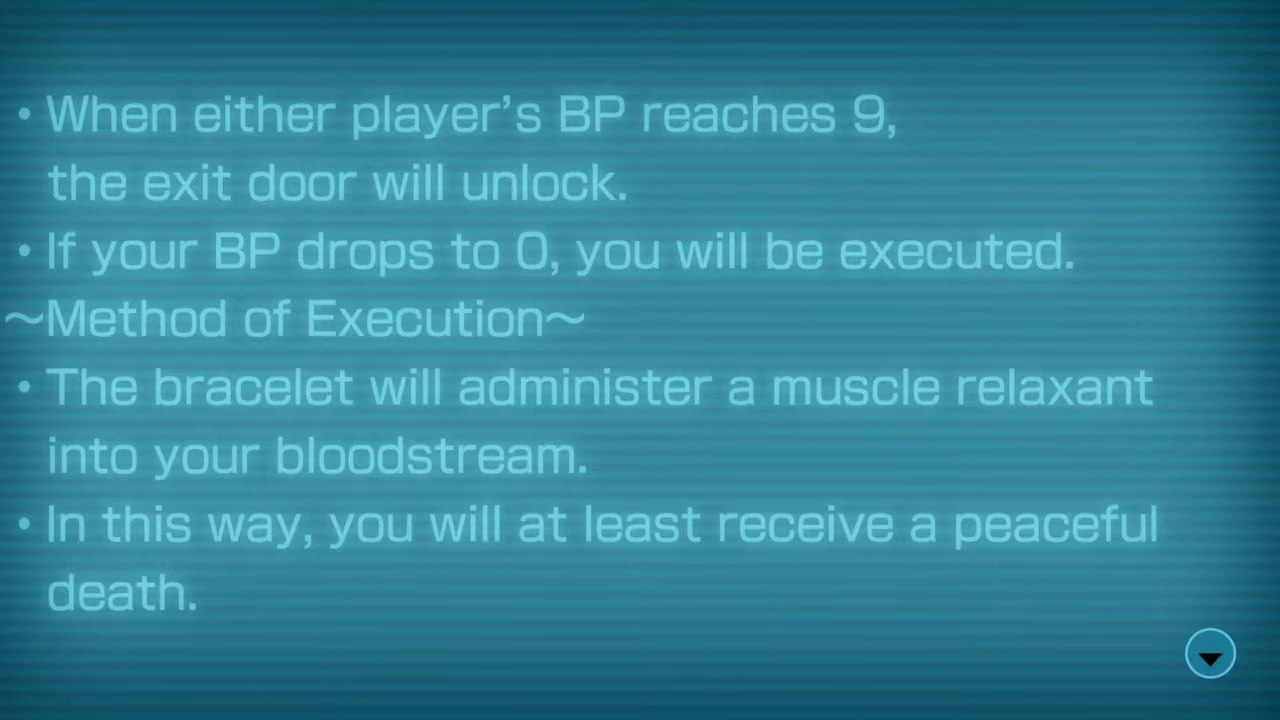 • When either player’s BP reaches 9,
the exit door will unlock.
• If your BP drops to 0, you will be executed.
～Method of Execution～
• The bracelet will administer a muscle relaxant
into your bloodstream.
• In this way, you will at least receive a peaceful
death.